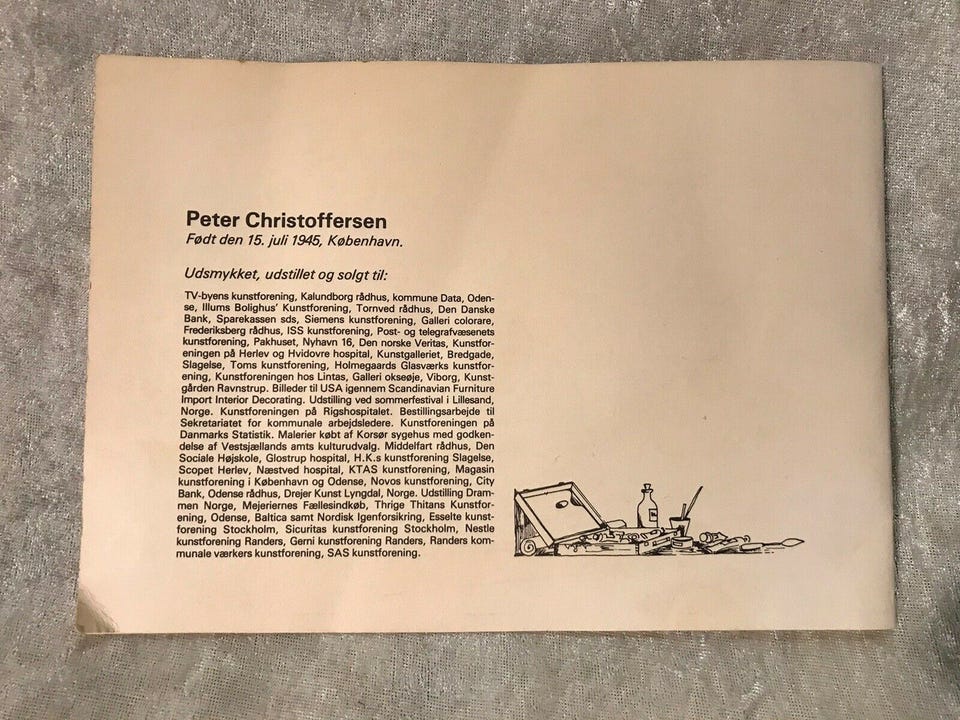 Peter Christoffersen
Født den 15. juli 1945, København.
Udsmykket, udstillet og solgt til:
TV-byens kunstforening, Kalundborg rådhus, kommune Data, Oden-
se, Illums Bolighus' Kunstforening, Tornved rådhus, Den Danske
Bank, Sparekassen sds, Siemens kunstforening, Galleri colorare,
Frederiksberg rådhus, ISS kunstforening, Post- og telegrafvæsenets
kunstforening, Pakhuset, Nyhavn 16, Den norske Veritas, Kunstfor-
eningen på Herlev og Hvidovre hospital, Kunstgalleriet, Bredgade,
Slagelse, Toms kunstforening, Holmegaards Glasværks kunstfor-
ening, Kunstforeningen hos Lintas, Galleri okseøje, Viborg, Kunst-
gården Ravnstrup. Billeder til USA igennem Scandinavian Furniture
Import Interior Decorating. Udstilling ved sommerfestival i Lillesand,
Norge. Kunstforeningen på Rigshospitalet. Bestillingsarbejde til
Sekretariatet for kommunale arbejdsledere. Kunstforeningen på
Danmarks Statistik. Malerier købt af Korsør sygehus med godken-
delse af Vestsjællands amts kulturudvalg. Middelfart rådhus, Den
Sociale Højskole, Glostrup hospital, H.K.s kunstforening Slagelse,
Scopet Herlev, Næstved hospital, KTAS kunstforening, Magasin
kunstforening i København og Odense, Novos kunstforening, City
Bank, Odense rådhus, Drejer Kunst Lyngdal, Norge. Udstilling Dram-
men Norge, Mejeriernes Fællesindkøb, Thrige Thitans Kunstfor-
ening, Odense, Baltica samt Nordisk Igenforsikring, Esselte kunst-
forening Stockholm, Sicuritas kunstforening Stockholm, Nestle
kunstforening Randers, Gerni kunstforening Randers, Randers kom-
munale værkers kunstforening, SAS kunstforening.